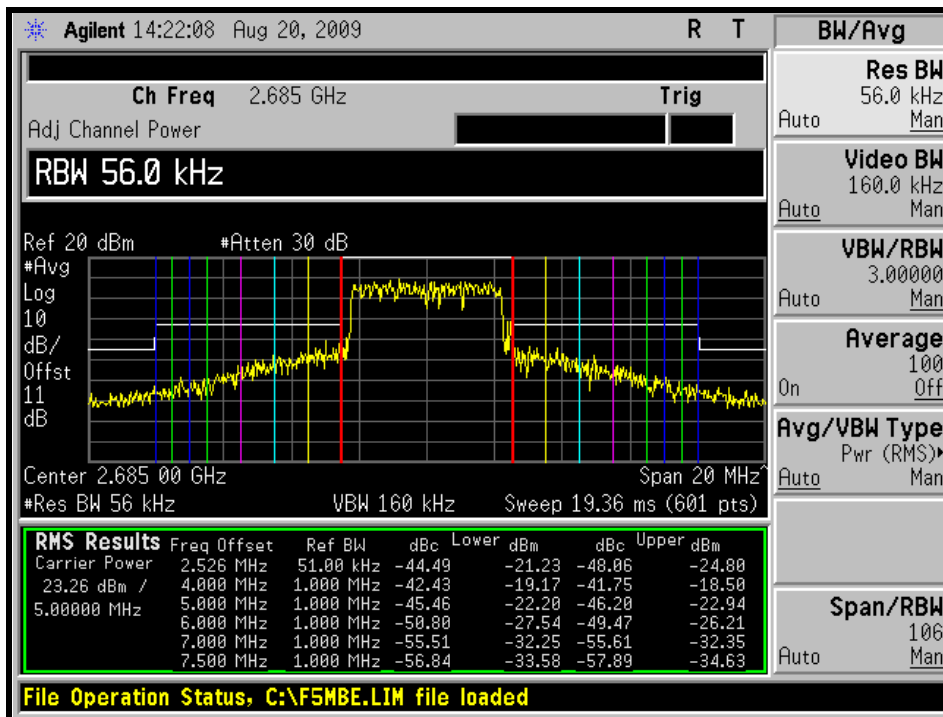 Agilent 14:22:08 Aug 20, 2009 R T
Ch Freq 2.685 GHz Trig
Adj Channel Power
RBW 56.0 kHz
Ref 20 dBm #Atten 30 dB
#Avg
Log
10
dB/
Offst
11
dB
Center 2.685 00 GHz Span 20 MHz^
#Res BW 56 kHz VBW 160 kHz Sweep 19.36 ms (601 pts)
RMS Results Freq Offset Ref BW dBc Lower dBm dBc Upper dBm
Carrier Power 2.526 MHz 51.00 kHz -44.49 -21.23 -48.06 -24.80
23.26 dBm / 4.000 MHz 1.000 MHz -42.43 -19.17 -41.75 -18.50
5.00000 MHz 5.000 MHz 1.000 MHz -45.46 -22.20 -46.20 -22.94
6.000 MHz 1.000 MHz -50.80 -27.54 -49.47 -26.21
7.000 MHz 1.000 MHz -55.51 -32.25 -55.61 -32.35
7.500 MHz 1.000 MHz -56.84 -33.58 -57.89 -34.63
File Operation Status, C:\F5MBE.LIM file loaded
BW/Avg
Res BW
56.0 kHz
Auto Man
Video BW
160.0 kHz
Auto Man
VBW/RBW
3.00000
Auto Man
Average
100
On Off
Avg/VBW Type
Pwr (RMS)▸
Auto Man
Span/RBW
106
Auto Man